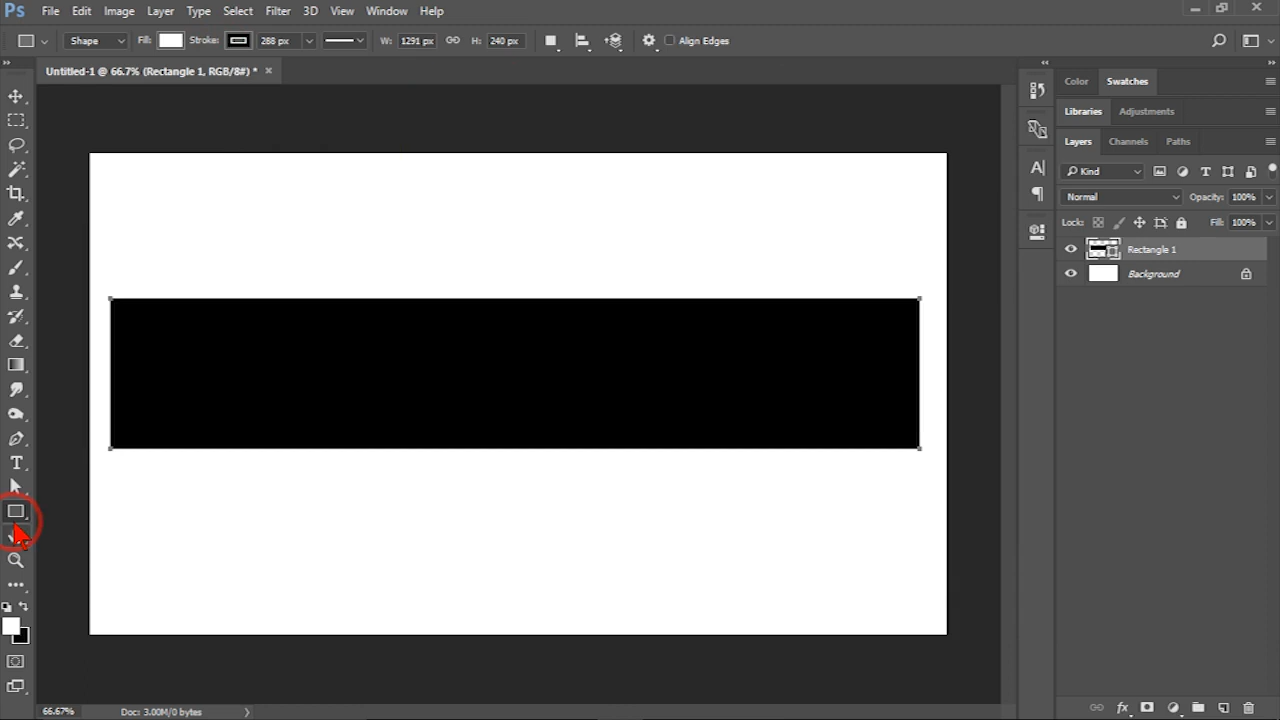 Ps File Edit Image Layer Type Select Filter 3D View Window Help
Shape Fill: Stroke: 288 px W: 1291 px H: 240 px Align Edges
Untitled-1 @ 66.7% (Rectangle 1, RGB/8#) * ×
Color Swatches
Libraries Adjustments
Layers Channels Paths
Kind
Normal Opacity: 100%
Lock: Fill: 100%
Rectangle 1
Background
66.67% Doc: 3.00M/0 bytes